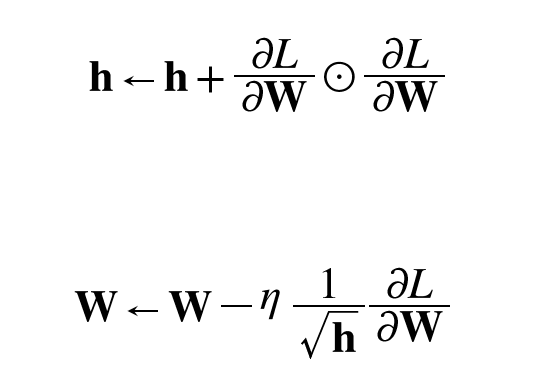 𝐡 ← 𝐡 + ∂L/∂𝐖 ⊙ ∂L/∂𝐖
𝐖 ← 𝐖 − η 1/√𝐡 ∂L/∂𝐖